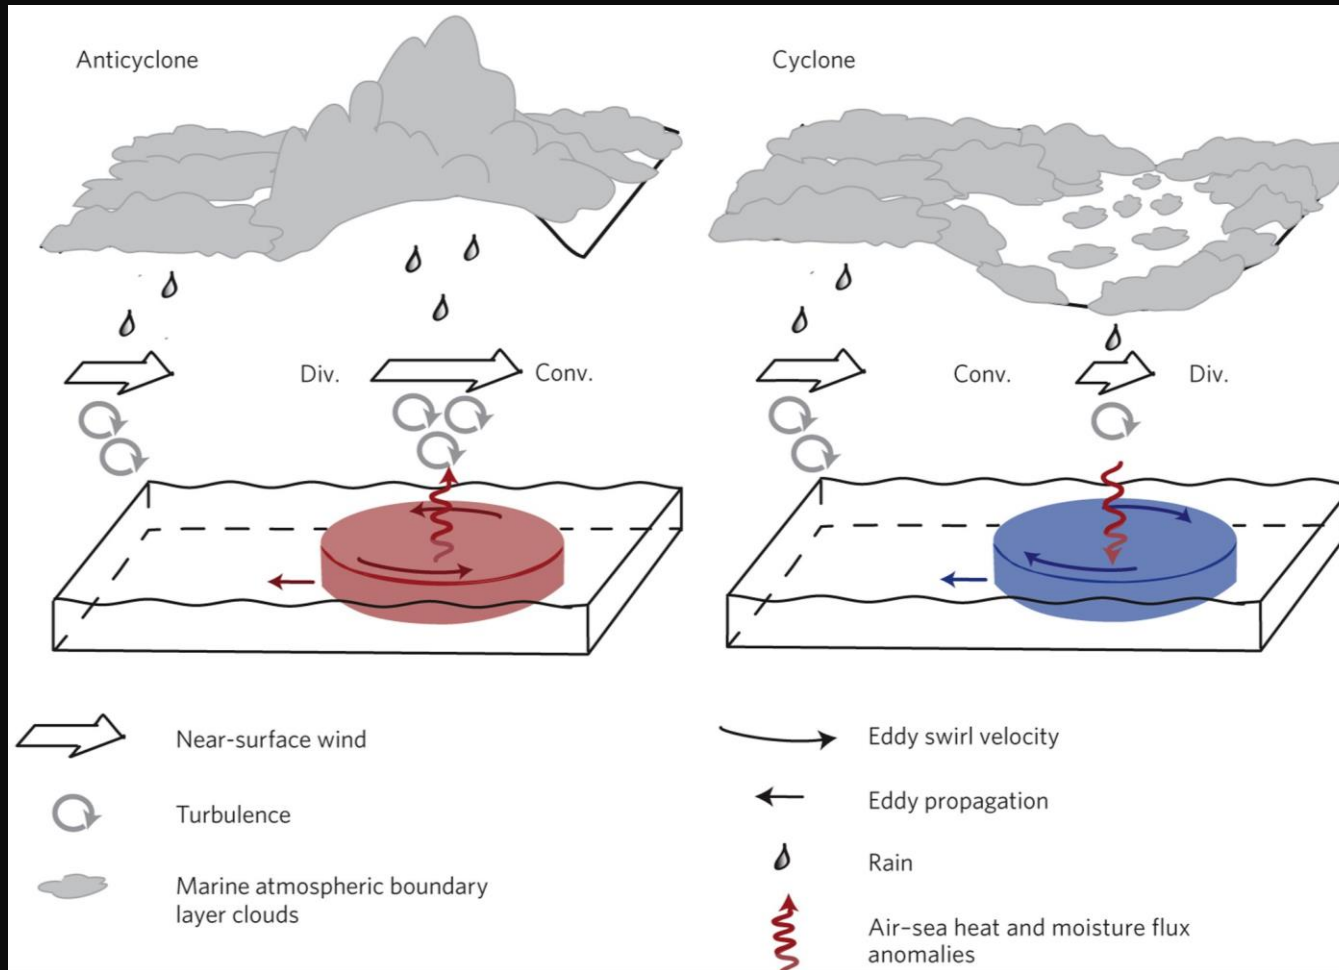 Anticyclone
Cyclone
Div.
Conv.
Conv.
Div.
Near-surface wind
Turbulence
Marine atmospheric boundary
layer clouds
Eddy swirl velocity
Eddy propagation
Rain
Air–sea heat and moisture flux
anomalies